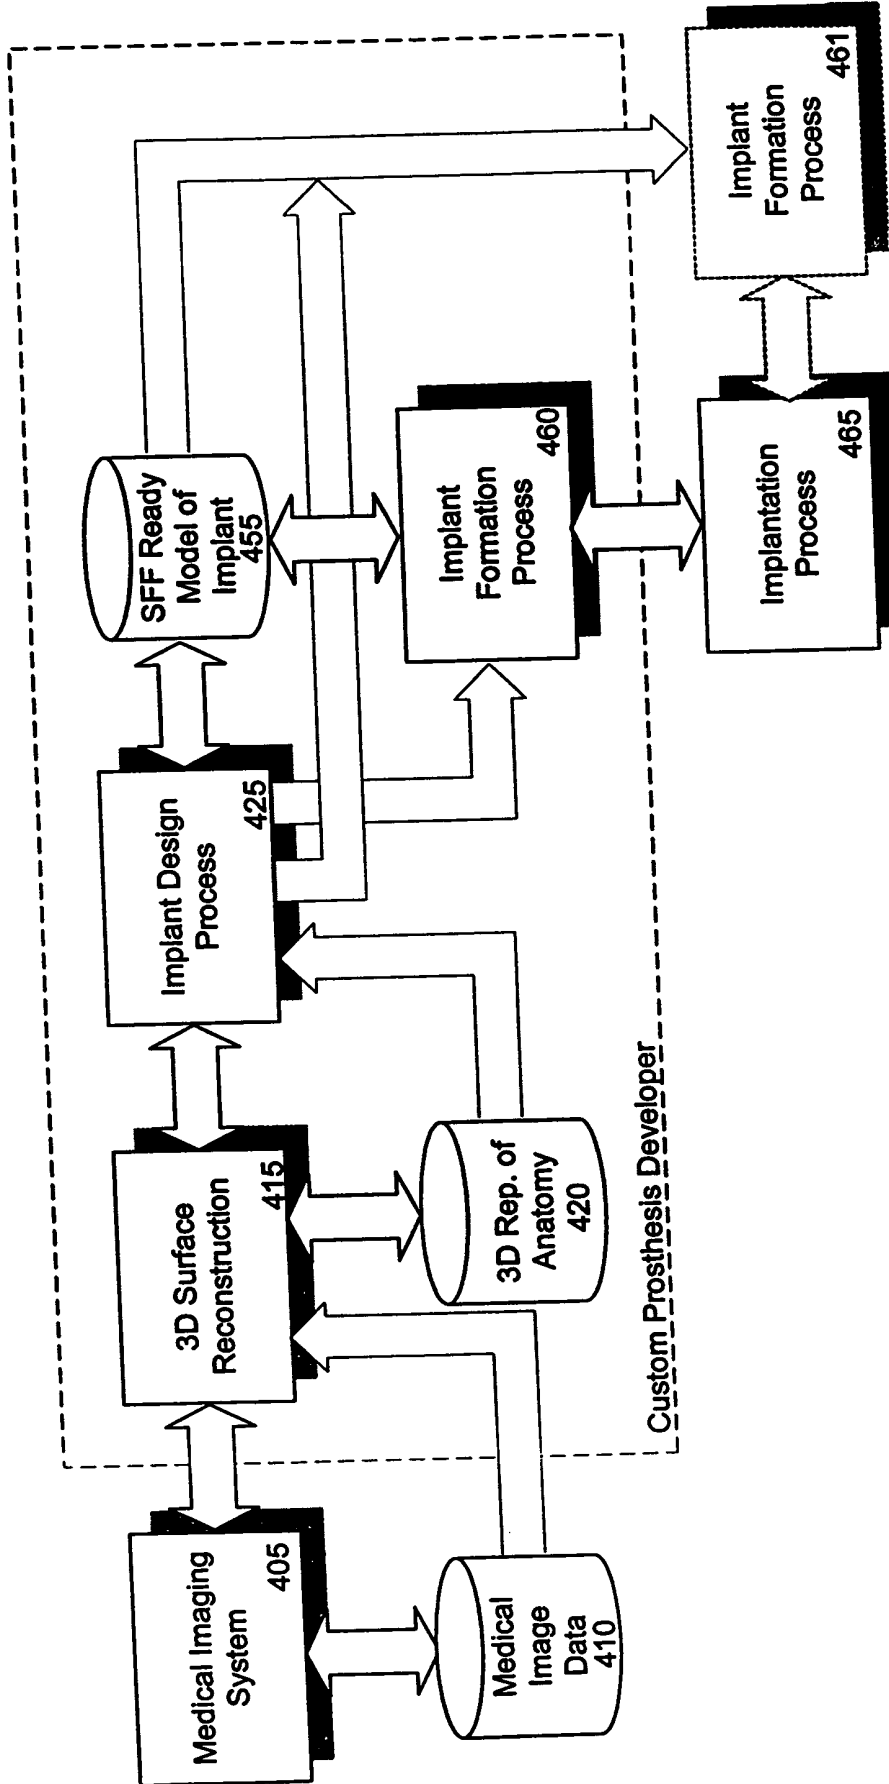 Medical Imaging
System
405
Medical
Image
Data
410
3D Surface
Reconstruction
415
3D Rep. of
Anatomy
420
Implant Design
Process
425
SFF Ready
Model of
Implant
455
Implant
Formation
Process
460
Custom Prosthesis Developer
Implantation
Process
465
Implant
Formation
Process
461